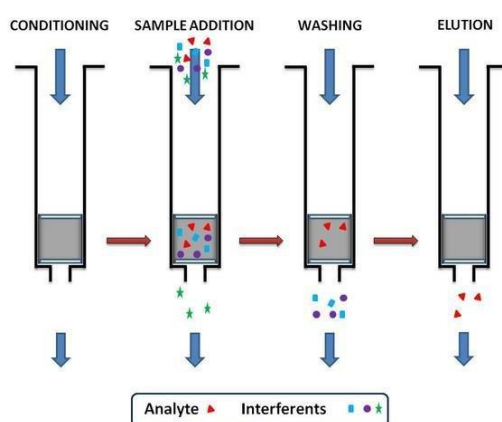 CONDITIONING SAMPLE ADDITION WASHING ELUTION
Analyte Interferents